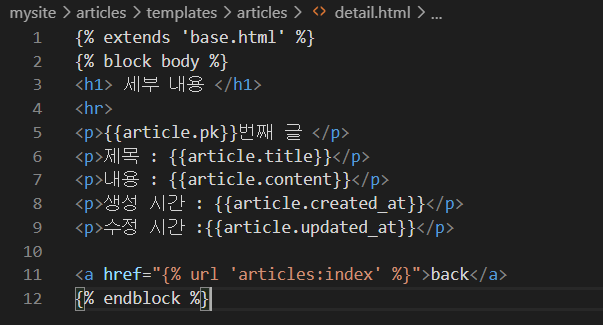 mysite > articles > templates > articles > <> detail.html > ...
1 {% extends 'base.html' %}
2 {% block body %}
3 <h1> 세부 내용 </h1>
4 <hr>
5 <p>{{article.pk}}번째 글 </p>
6 <p>제목 : {{article.title}}</p>
7 <p>내용 : {{article.content}}</p>
8 <p>생성 시간 : {{article.created_at}}</p>
9 <p>수정 시간 :{{article.updated_at}}</p>
10
11 <a href="{% url 'articles:index' %}">back</a>
12 {% endblock %}